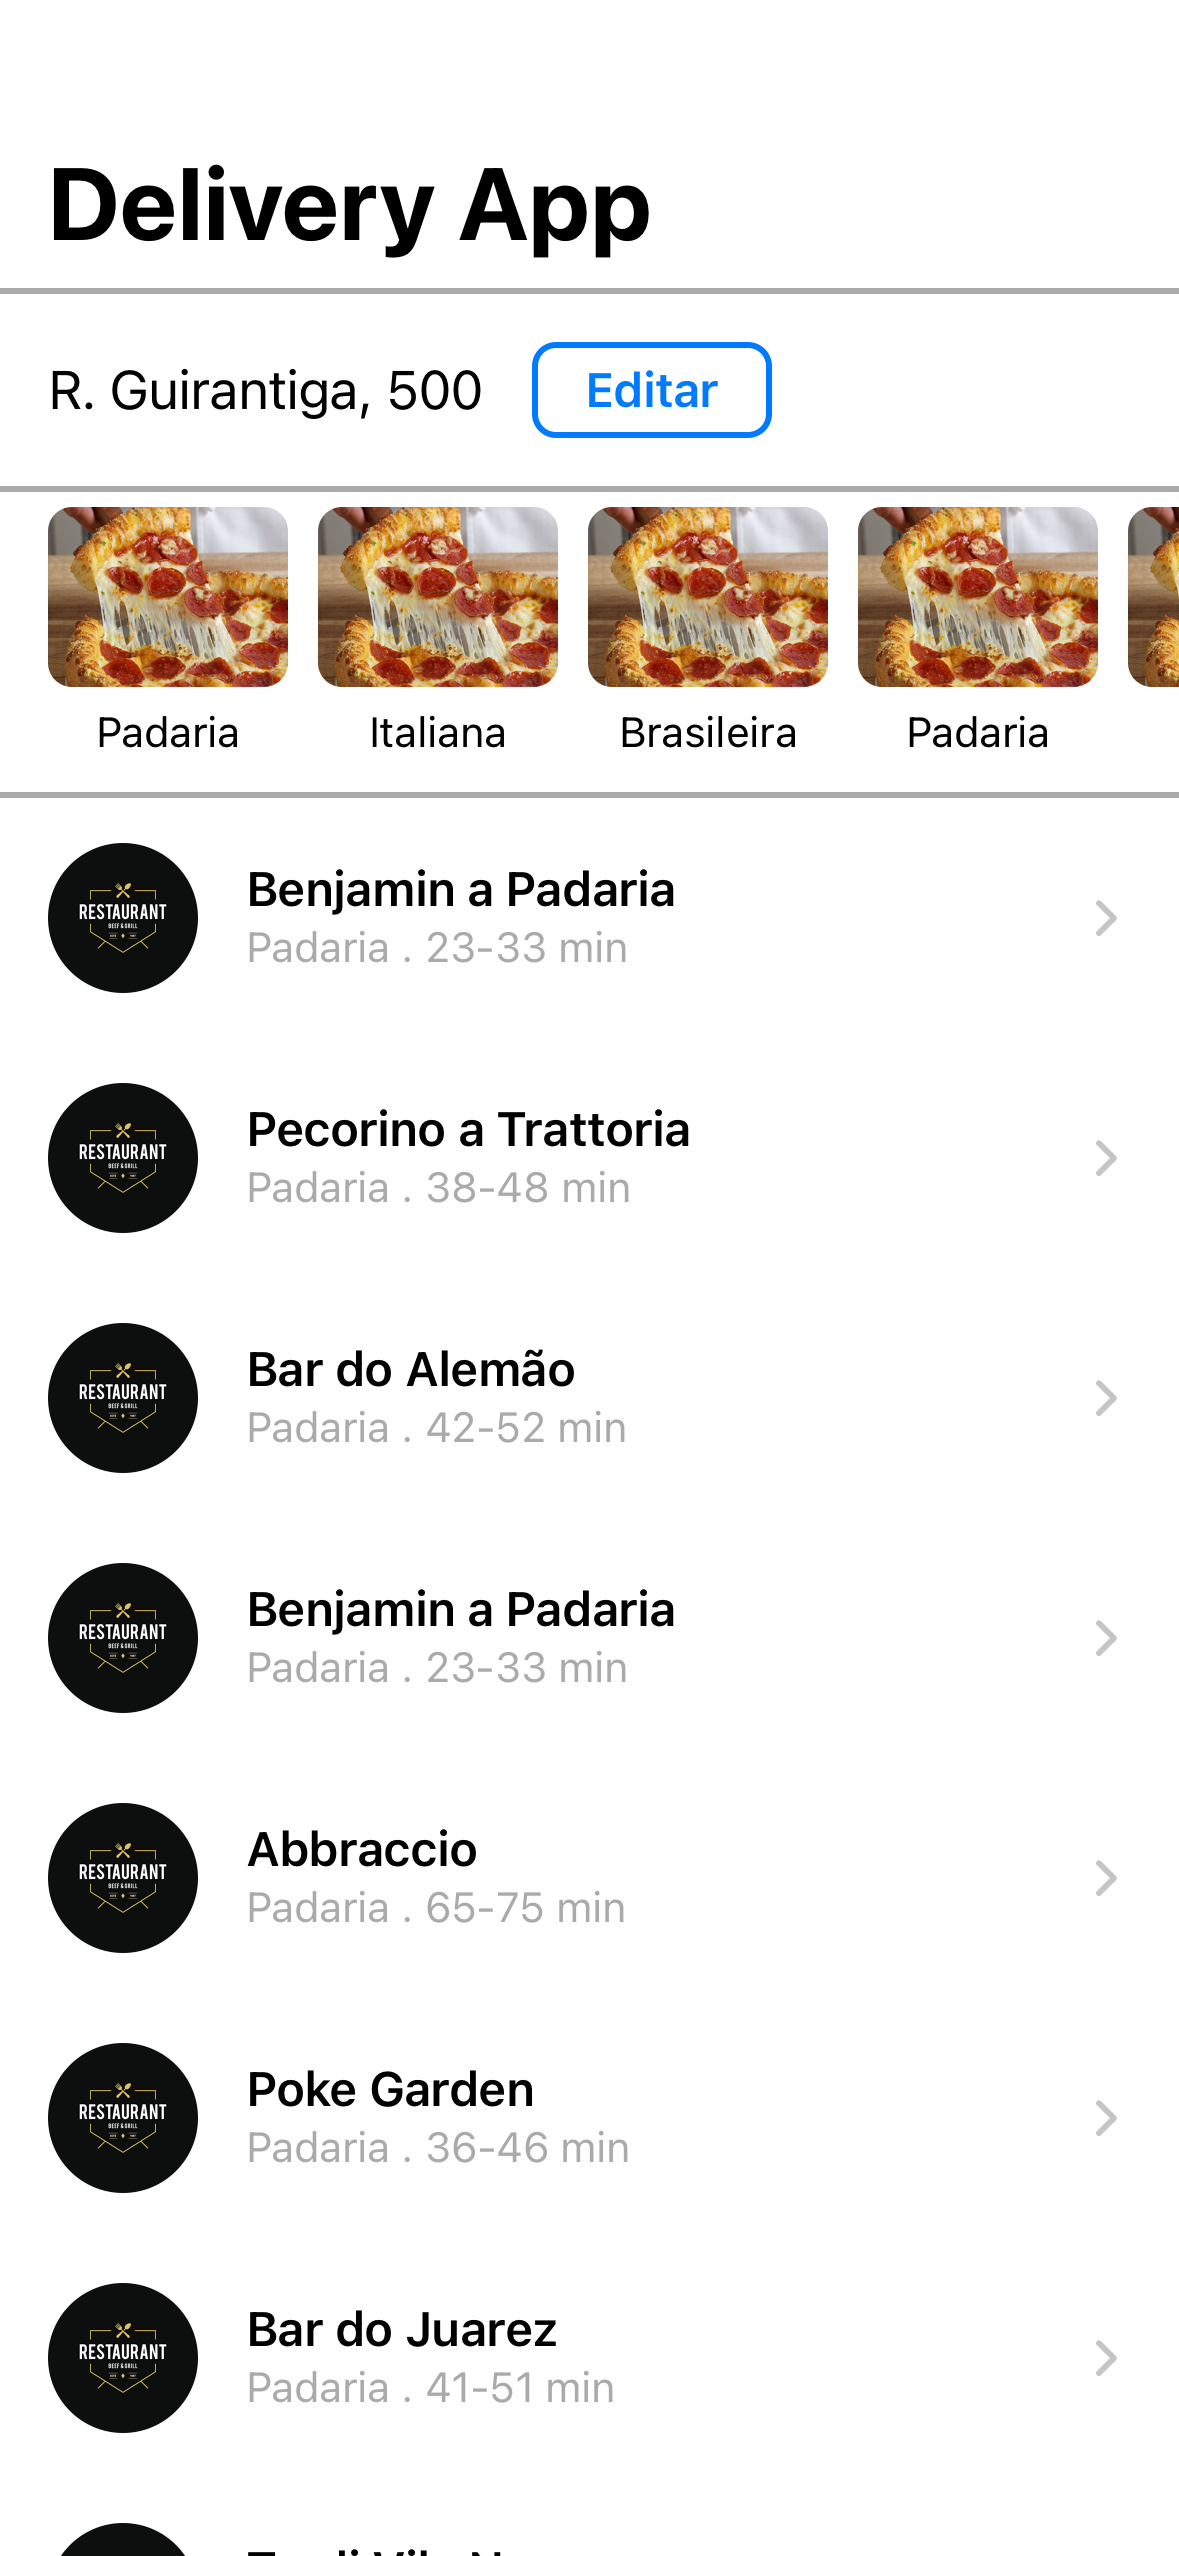 Delivery App
R. Guirantiga, 500
Editar
Padaria
Italiana
Brasileira
Padaria
RESTAURANT
BEEF & GRILL
Benjamin a Padaria
Padaria . 23-33 min
RESTAURANT
BEEF & GRILL
Pecorino a Trattoria
Padaria . 38-48 min
RESTAURANT
BEEF & GRILL
Bar do Alemão
Padaria . 42-52 min
RESTAURANT
BEEF & GRILL
Benjamin a Padaria
Padaria . 23-33 min
RESTAURANT
BEEF & GRILL
Abbraccio
Padaria . 65-75 min
RESTAURANT
BEEF & GRILL
Poke Garden
Padaria . 36-46 min
RESTAURANT
BEEF & GRILL
Bar do Juarez
Padaria . 41-51 min